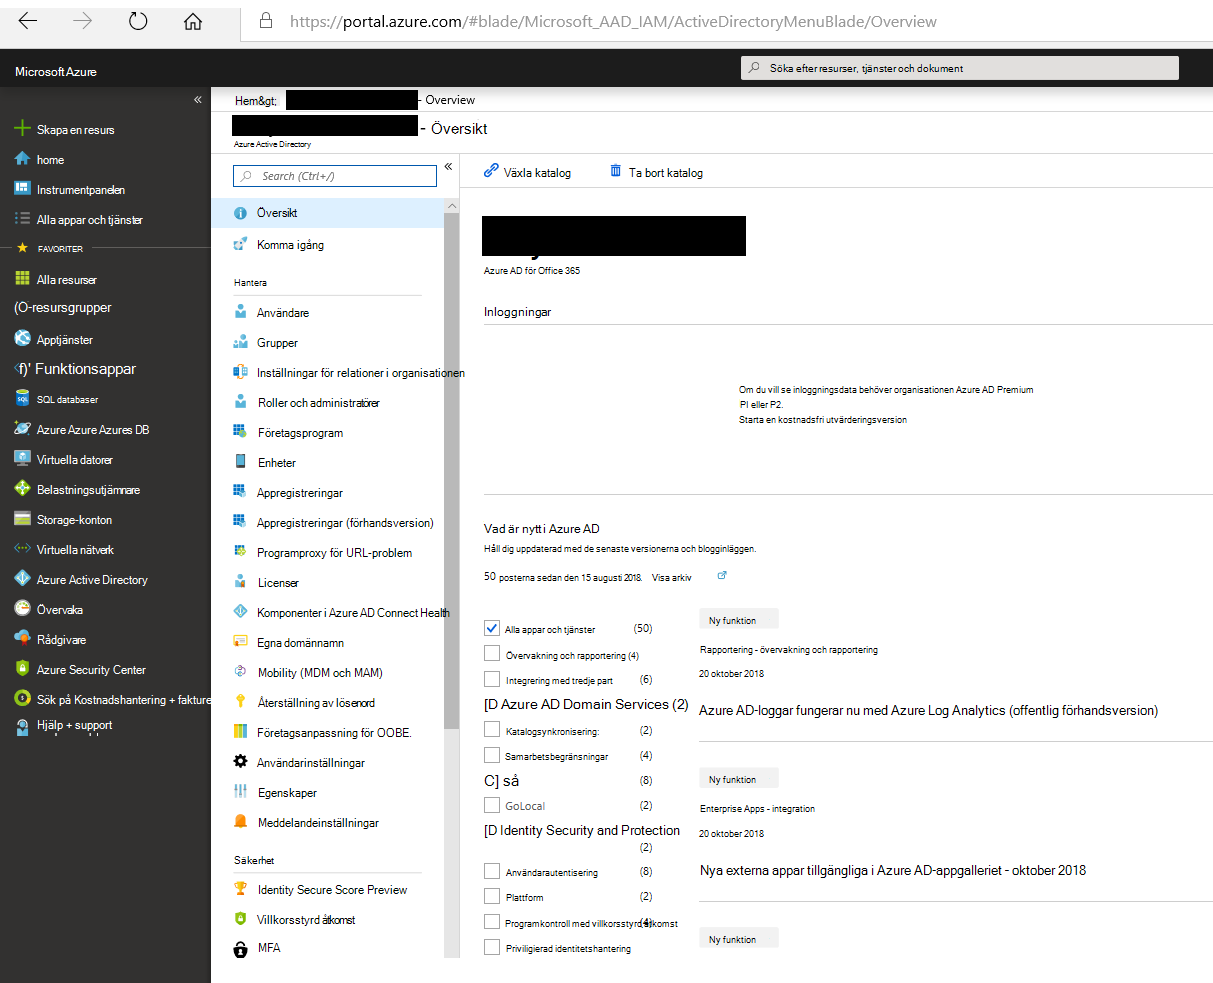 https://portal.azure.com/#blade/Microsoft_AAD_IAM/ActiveDirectoryMenuBlade/Overview
Microsoft Azure
Söka efter resurser, tjänster och dokument
«
Skapa en resurs
home
Instrumentpanelen
Alla appar och tjänster
FAVORITER
Alla resurser
(O-resursgrupper
Apptjänster
f)' Funktionsappar
SQL databaser
Azure Azure Azures DB
Virtuella datorer
Belastningsutjämnare
Storage-konton
Virtuella nätverk
Azure Active Directory
Övervaka
Rådgivare
Azure Security Center
Sök på Kostnadshantering + fakture
Hjälp + support
Hem&gt; - Overview
- Översikt
Azure Active Directory
Search (Ctrl+/)
«
Översikt
Komma igång
Hantera
Användare
Grupper
Inställningar för relationer i organisationen
Roller och administratörer
Företagsprogram
Enheter
Appregistreringar
Appregistreringar (förhandsversion)
Programproxy för URL-problem
Licenser
Komponenter i Azure AD Connect Health
Egna domännamn
Mobility (MDM och MAM)
Återställning av lösenord
Företagsanpassning för OOBE.
Användarinställningar
Egenskaper
Meddelandeinställningar
Säkerhet
Identity Secure Score Preview
Villkorsstyrd åtkomst
MFA
Växla katalog
Ta bort katalog
Azure AD för Office 365
Inloggningar
Om du vill se inloggningsdata behöver organisationen Azure AD Premium
PI eller P2.
Starta en kostnadsfri utvärderingsversion
Vad är nytt i Azure AD
Håll dig uppdaterad med de senaste versionerna och blogginläggen.
50 posterna sedan den 15 augusti 2018. Visa arkiv
Alla appar och tjänster (50)
Övervakning och rapportering (4)
Integrering med tredje part (6)
[D Azure AD Domain Services (2)
Katalogsynkronisering: (2)
Samarbetsbegränsningar (4)
C] så (8)
GoLocal (2)
[D Identity Security and Protection
(2)
Användarautentisering (8)
Plattform (2)
Programkontroll med villkorsstyrd åtkomst (4)
Priviligierad identitetshantering
Ny funktion
Rapportering - övervakning och rapportering
20 oktober 2018
Azure AD-loggar fungerar nu med Azure Log Analytics (offentlig förhandsversion)
Ny funktion
Enterprise Apps - integration
20 oktober 2018
Nya externa appar tillgängliga i Azure AD-appgalleriet - oktober 2018
Ny funktion